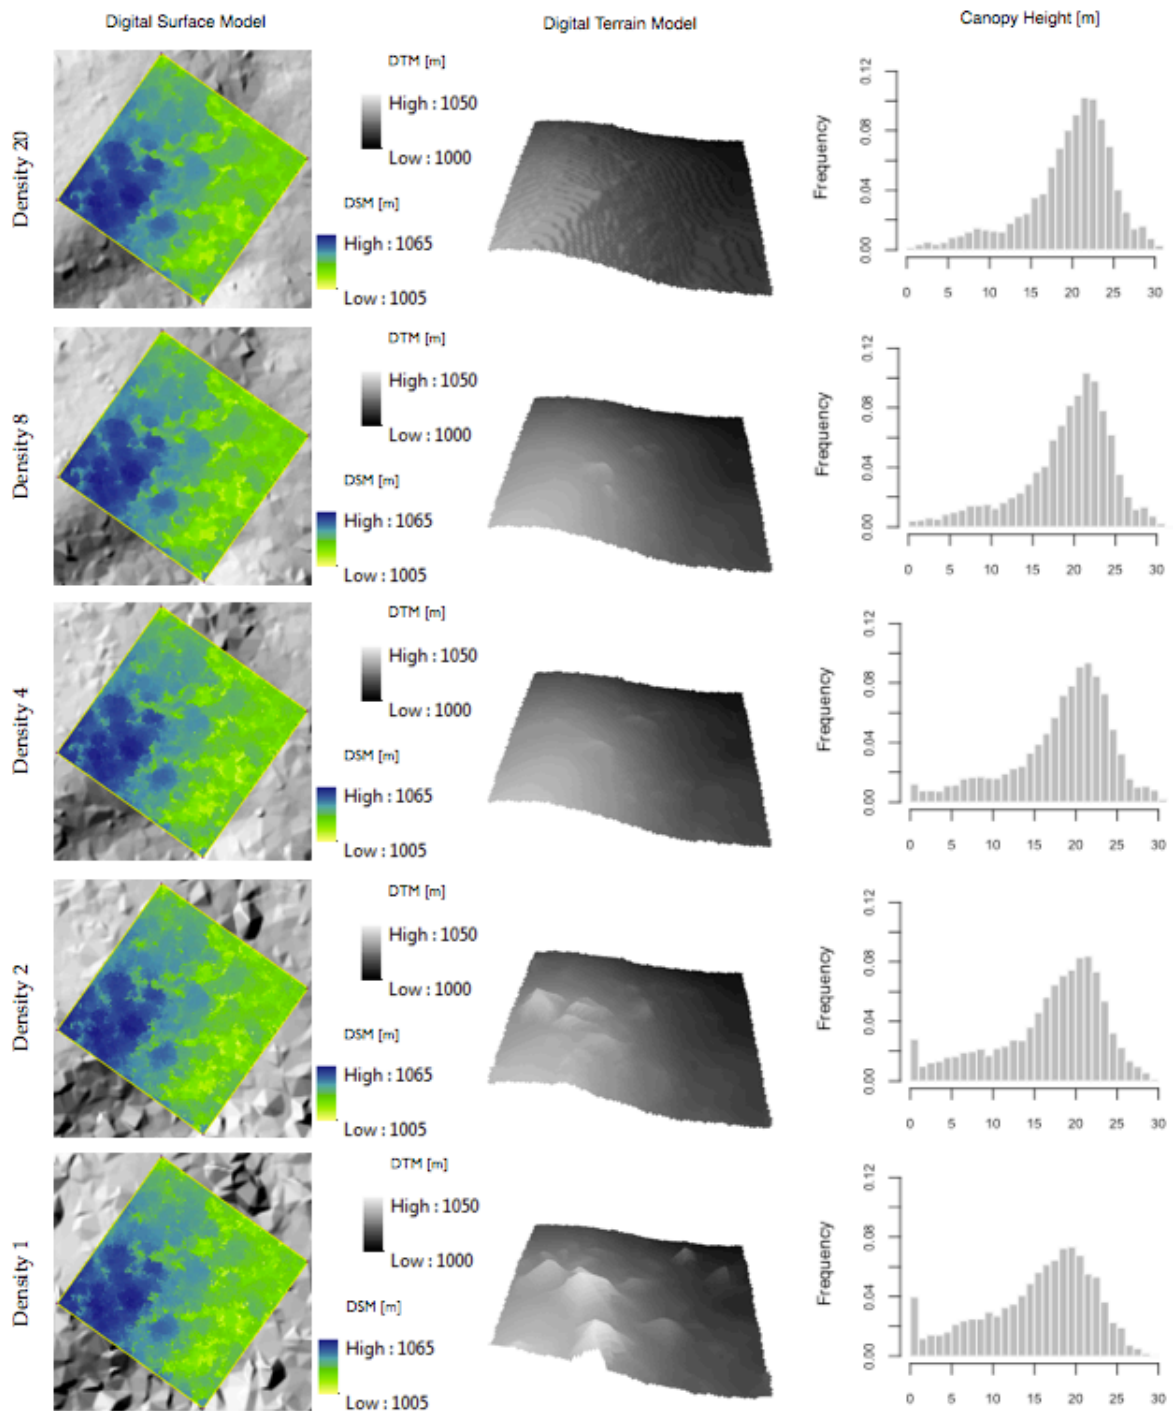 Digital Surface Model
Digital Terrain Model
Canopy Height [m]
Density 20
DTM [m]
High : 1050
Low : 1000
DSM [m]
High : 1065
Low : 1005
Frequency
0.00 0.04 0.08 0.12
0 5 10 15 20 25 30
Density 8
DTM [m]
High : 1050
Low : 1000
DSM [m]
High : 1065
Low : 1005
Frequency
0.00 0.04 0.08 0.12
0 5 10 15 20 25 30
Density 4
DTM [m]
High : 1050
Low : 1000
DSM [m]
High : 1065
Low : 1005
Frequency
0.00 0.04 0.08 0.12
0 5 10 15 20 25 30
Density 2
DTM [m]
High : 1050
Low : 1000
DSM [m]
High : 1065
Low : 1005
Frequency
0.00 0.04 0.08 0.12
0 5 10 15 20 25 30
Density 1
DTM [m]
High : 1050
Low : 1000
DSM [m]
High : 1065
Low : 1005
Frequency
0.00 0.04 0.08 0.12
0 5 10 15 20 25 30